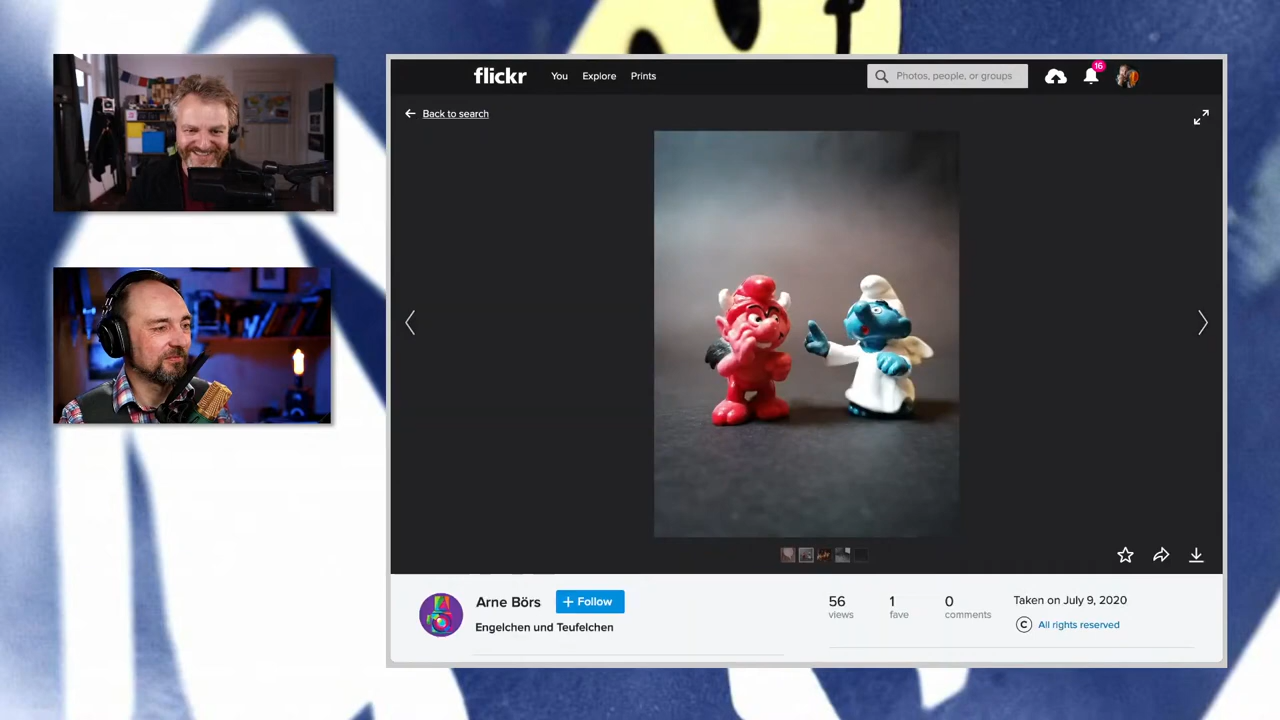 flickr
You Explore Prints
Photos, people, or groups
16
Back to search
Arne Börs
+ Follow
Engelchen und Teufelchen
56
views
1
fave
0
comments
Taken on July 9, 2020
C All rights reserved